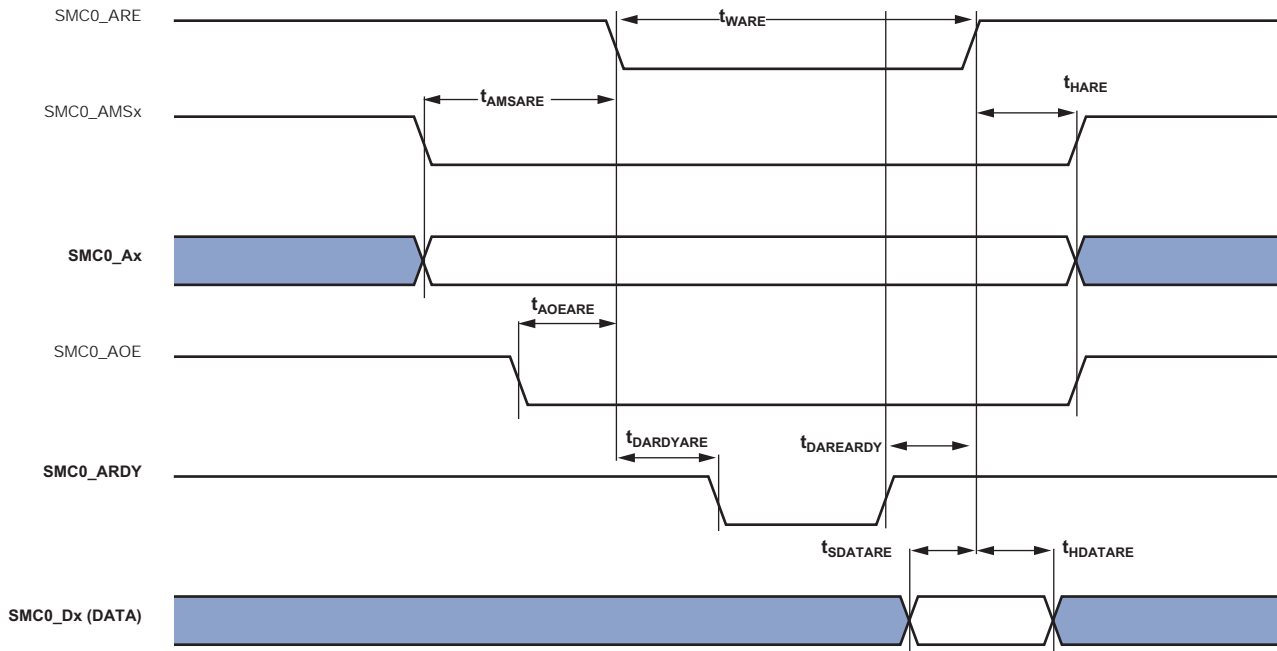 SMC0_ARE
tWARE
SMC0_AMSx
tAMSARE
tHARE
SMC0_Ax
tAOEARE
SMC0_AOE
tDARDYARE
tDAREARDY
SMC0_ARDY
tSDATARE
tHDATARE
SMC0_Dx (DATA)